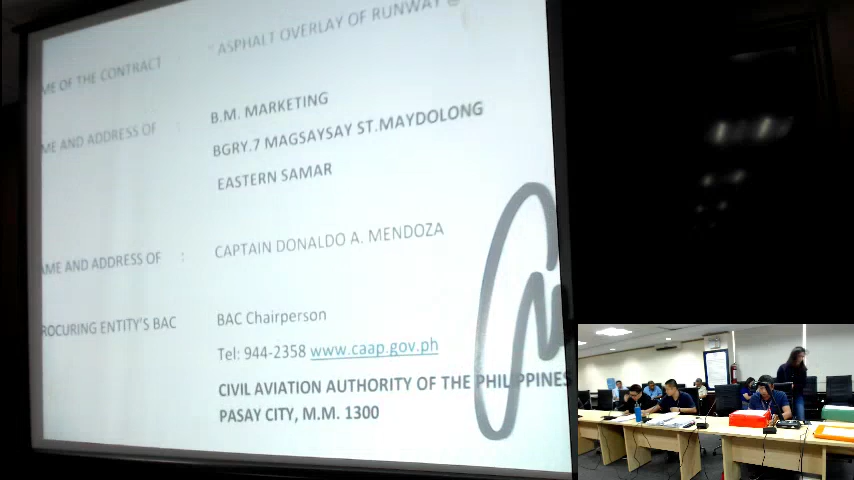 ME OF THE CONTRACT : " ASPHALT OVERLAY OF RUNWAY @
ME AND ADDRESS OF : B.M. MARKETING
BGRY.7 MAGSAYSAY ST.MAYDOLONG
EASTERN SAMAR
AME AND ADDRESS OF : CAPTAIN DONALDO A. MENDOZA
ROCURING ENTITY'S BAC BAC Chairperson
Tel: 944-2358 www.caap.gov.ph
CIVIL AVIATION AUTHORITY OF THE PHILIPPINES
PASAY CITY, M.M. 1300